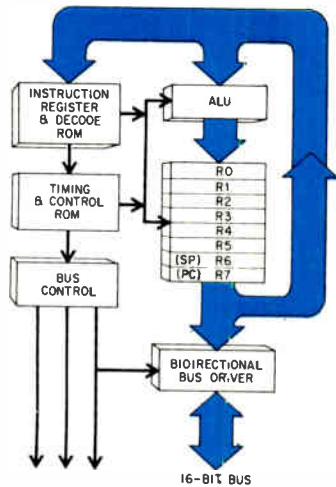 INSTRUCTION
REGISTER
& DECODE
ROM
ALU
TIMING
& CONTROL
ROM
R0
R1
R2
R3
R4
R5
(SP) R6
(PC) R7
BUS
CONTROL
BIDIRECTIONAL
BUS DRIVER
16-BIT BUS